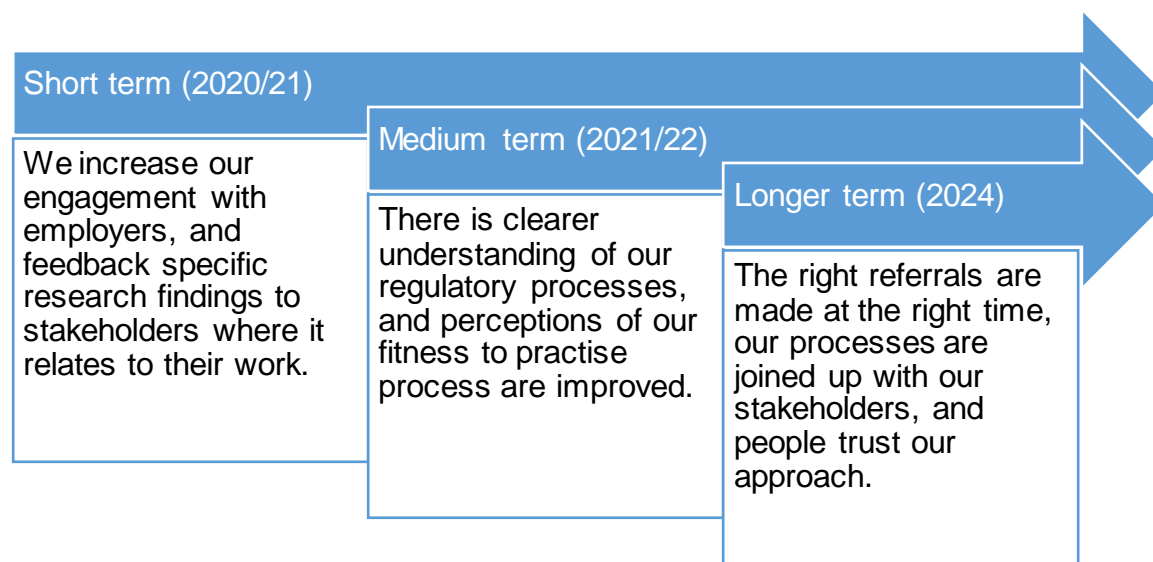 Short term (2020/21)
We increase our
engagement with
employers, and
feedback specific
research findings to
stakeholders where it
relates to their work.
Medium term (2021/22)
There is clearer
understanding of our
regulatory processes,
and perceptions of our
fitness to practise
process are improved.
Longer term (2024)
The right referrals are
made at the right time,
our processes are
joined up with our
stakeholders, and
people trust our
approach.